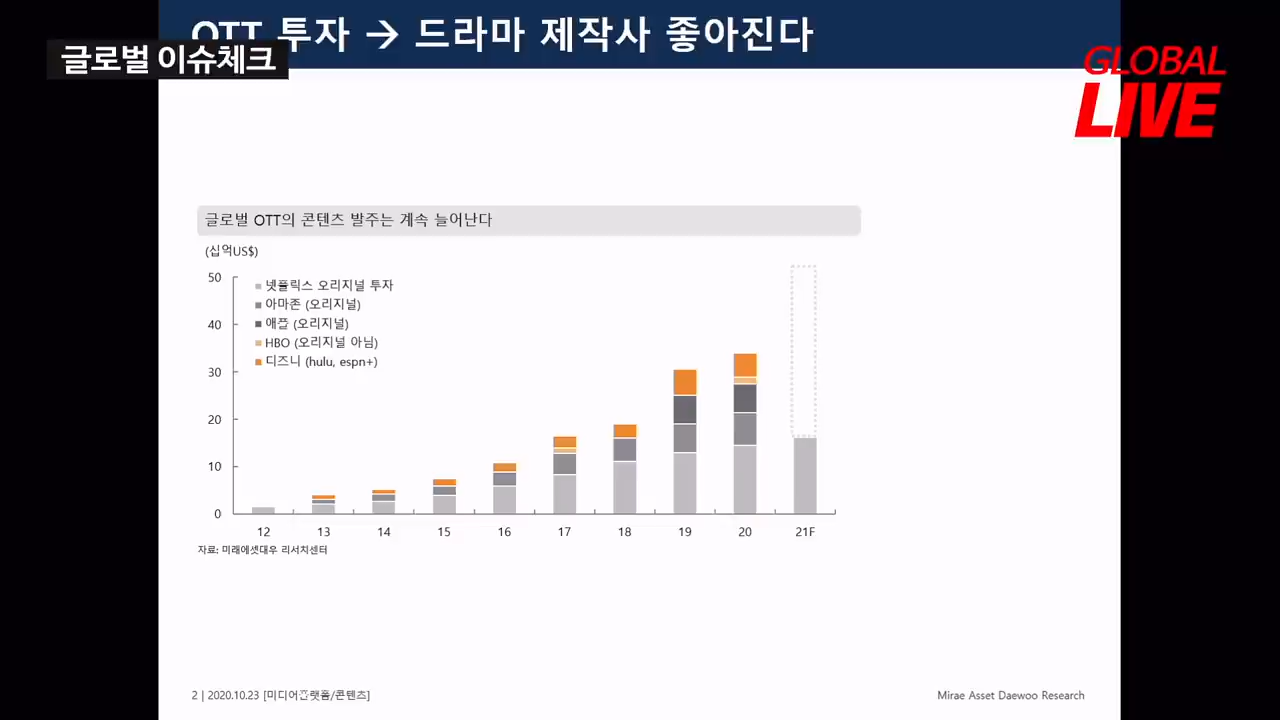 OTT 투자 → 드라마 제작사 좋아진다
글로벌 이슈체크
GLOBAL
LIVE
글로벌 OTT의 콘텐츠 발주는 계속 늘어난다
(십억US$)
50
40
30
20
10
0
넷플릭스 오리지널 투자
아마존 (오리지널)
애플 (오리지널)
HBO (오리지널 아님)
디즈니 (hulu, espn+)
12 13 14 15 16 17 18 19 20 21F
자료: 미래에셋대우 리서치센터
2 | 2020.10.23 [미디어플랫폼/콘텐츠]
Mirae Asset Daewoo Research